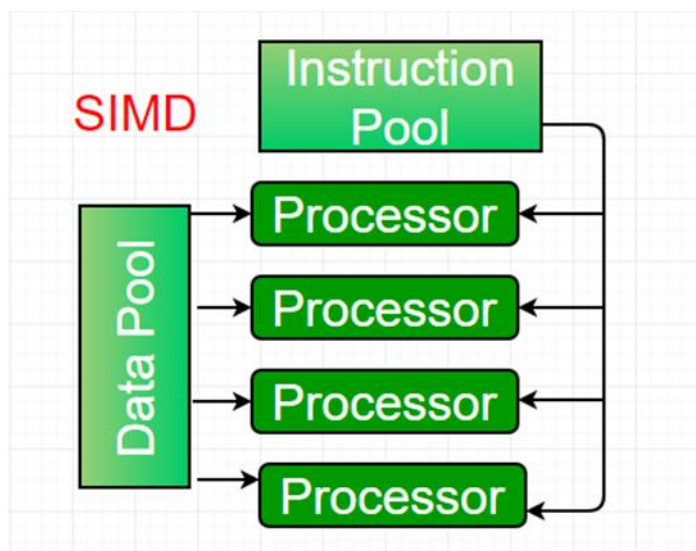 Instruction
Pool
SIMD
Processor
Data Pool
Processor
Processor
Processor